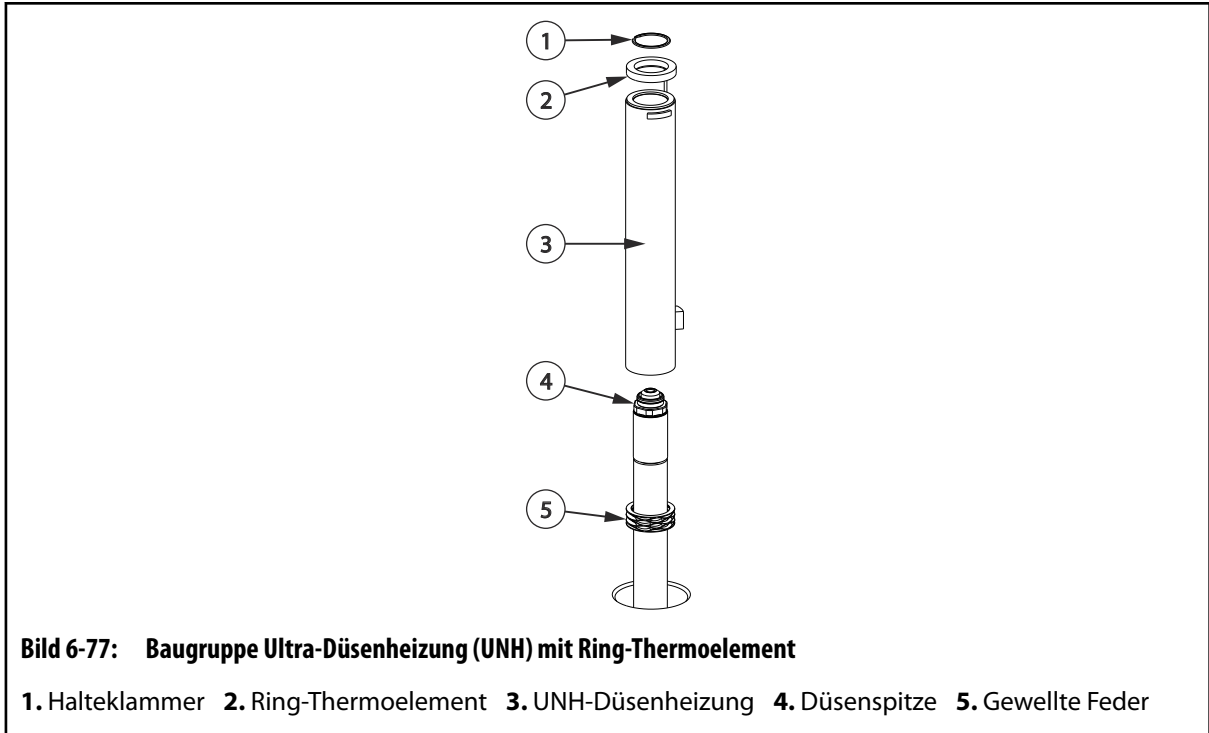 1
2
3
4
5
Bild 6-77: Baugruppe Ultra-Düsenheizung (UNH) mit Ring-Thermoelement
1. Halteklammer 2. Ring-Thermoelement 3. UNH-Düsenheizung 4. Düsenspitze 5. Gewellte Feder